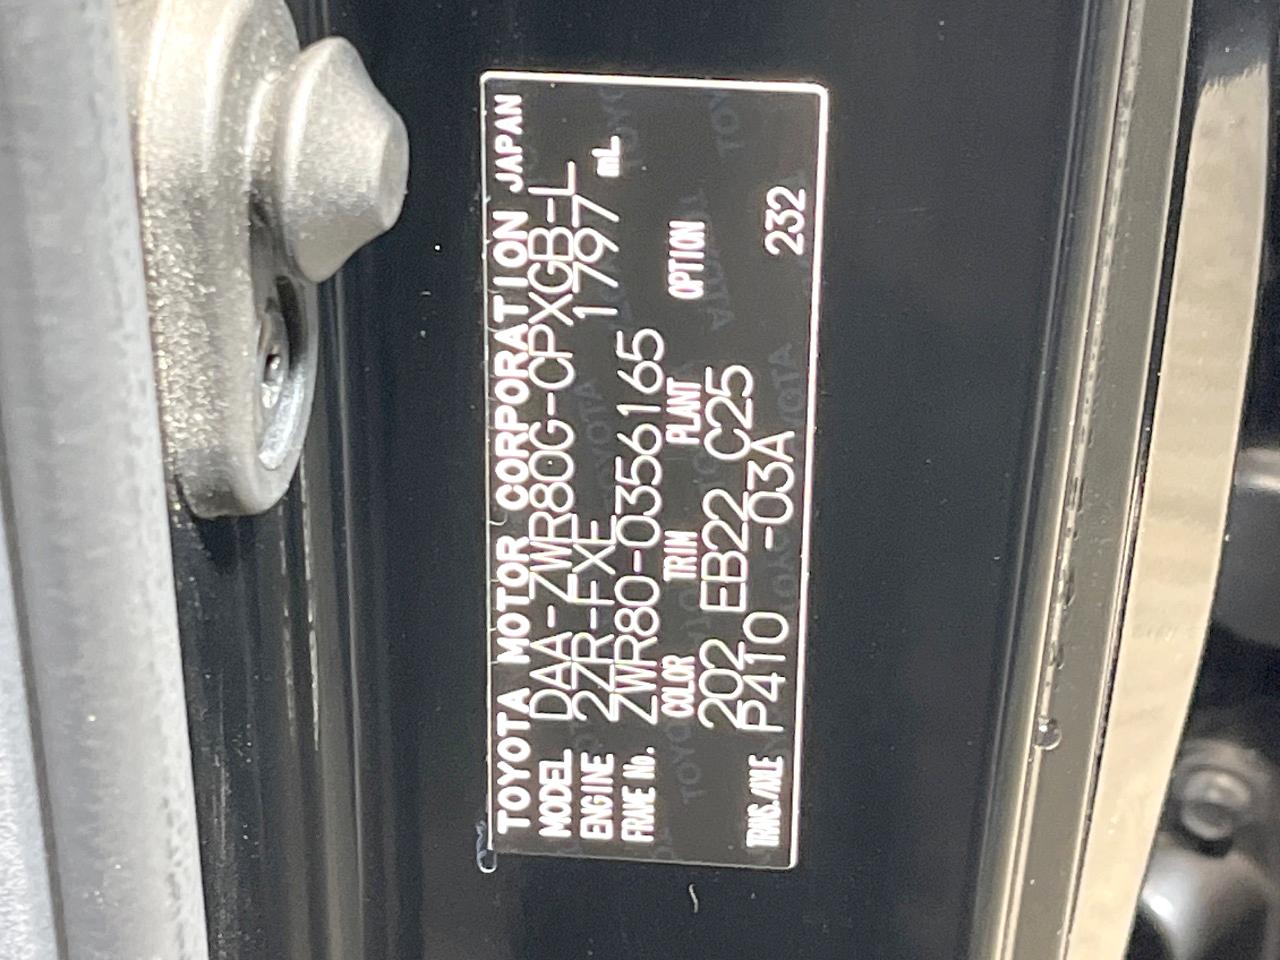 TOYOTA MOTOR CORPORATION JAPAN
MODEL DAA-ZWR80G-CPXGB-L
ENGINE 2ZR-FXE 1797 mL
FRAME No. ZWR80-0356165
COLOR TRIM PLANT OPTION
202 EB22 C25
TRANS./AXLE P410 -03A 232